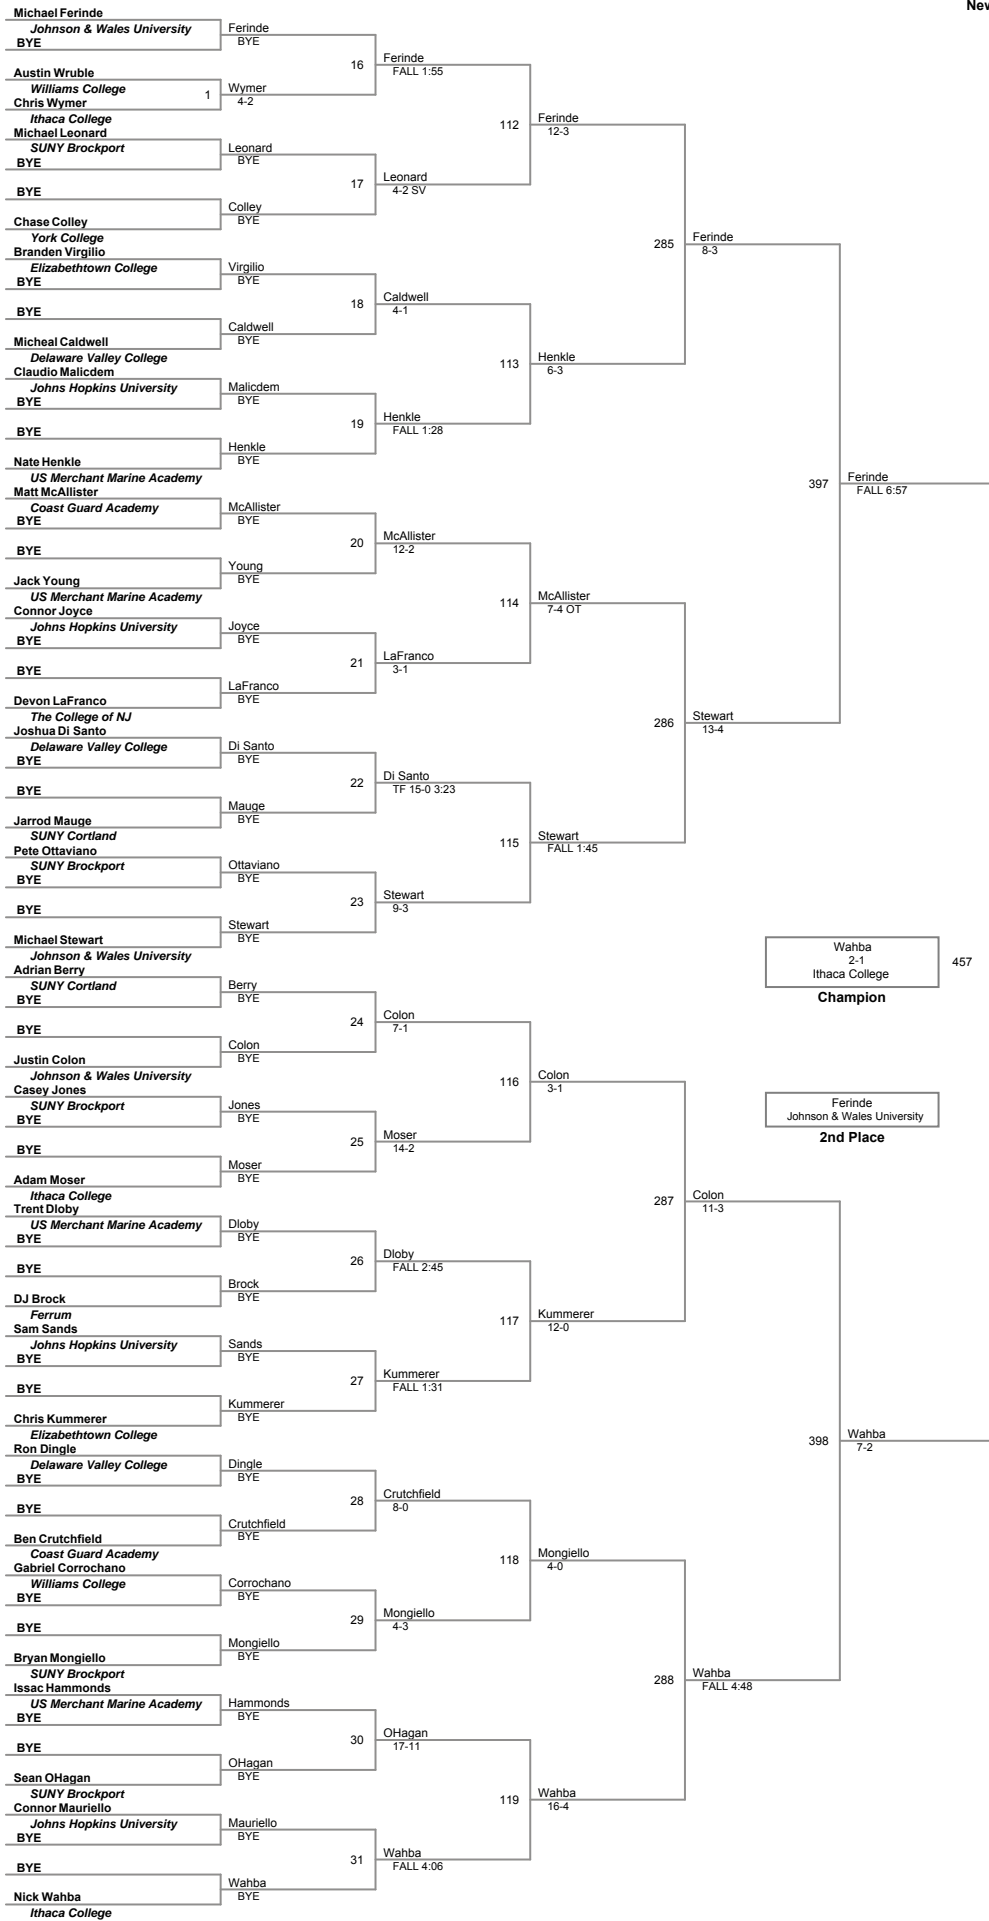 New
Michael Ferinde
Johnson & Wales University
BYE
Austin Wruble
Williams College
Chris Wymer
Ithaca College
Michael Leonard
SUNY Brockport
BYE
BYE
Chase Colley
York College
Branden Virgilio
Elizabethtown College
BYE
BYE
Micheal Caldwell
Delaware Valley College
Claudio Malicdem
Johns Hopkins University
BYE
BYE
Nate Henkle
US Merchant Marine Academy
Matt McAllister
Coast Guard Academy
BYE
BYE
Jack Young
US Merchant Marine Academy
Connor Joyce
Johns Hopkins University
BYE
BYE
Devon LaFranco
The College of NJ
Joshua Di Santo
Delaware Valley College
BYE
BYE
Jarrod Mauge
SUNY Cortland
Pete Ottaviano
SUNY Brockport
BYE
BYE
Michael Stewart
Johnson & Wales University
Adrian Berry
SUNY Cortland
BYE
BYE
Justin Colon
Johnson & Wales University
Casey Jones
SUNY Brockport
BYE
BYE
Adam Moser
Ithaca College
Trent Dloby
US Merchant Marine Academy
BYE
BYE
DJ Brock
Ferrum
Sam Sands
Johns Hopkins University
BYE
BYE
Chris Kummerer
Elizabethtown College
Ron Dingle
Delaware Valley College
BYE
BYE
Ben Crutchfield
Coast Guard Academy
Gabriel Corrochano
Williams College
BYE
BYE
Bryan Mongiello
SUNY Brockport
Issac Hammonds
US Merchant Marine Academy
BYE
BYE
Sean OHagan
SUNY Brockport
Connor Mauriello
Johns Hopkins University
BYE
BYE
Nick Wahba
Ithaca College
Ferinde
BYE
1
Wymer
4-2
Leonard
BYE
Colley
BYE
Virgilio
BYE
Caldwell
BYE
Malicdem
BYE
Henkle
BYE
McAllister
BYE
Young
BYE
Joyce
BYE
LaFranco
BYE
Di Santo
BYE
Mauge
BYE
Ottaviano
BYE
Stewart
BYE
Berry
BYE
Colon
BYE
Jones
BYE
Moser
BYE
Dloby
BYE
Brock
BYE
Sands
BYE
Kummerer
BYE
Dingle
BYE
Crutchfield
BYE
Corrochano
BYE
Mongiello
BYE
Hammonds
BYE
OHagan
BYE
Mauriello
BYE
Wahba
BYE
16
Ferinde
FALL 1:55
17
Leonard
4-2 SV
18
Caldwell
4-1
19
Henkle
FALL 1:28
20
McAllister
12-2
21
LaFranco
3-1
22
Di Santo
TF 15-0 3:23
23
Stewart
9-3
24
Colon
7-1
25
Moser
14-2
26
Dloby
FALL 2:45
27
Kummerer
FALL 1:31
28
Crutchfield
8-0
29
Mongiello
4-3
30
OHagan
17-11
31
Wahba
FALL 4:06
112
Ferinde
12-3
113
Henkle
6-3
114
McAllister
7-4 OT
115
Stewart
FALL 1:45
116
Colon
3-1
117
Kummerer
12-0
118
Mongiello
4-0
119
Wahba
16-4
285
Ferinde
8-3
286
Stewart
13-4
287
Colon
11-3
288
Wahba
FALL 4:48
397
Ferinde
FALL 6:57
398
Wahba
7-2
Wahba
2-1
Ithaca College
457
Champion
Ferinde
Johnson & Wales University
2nd Place